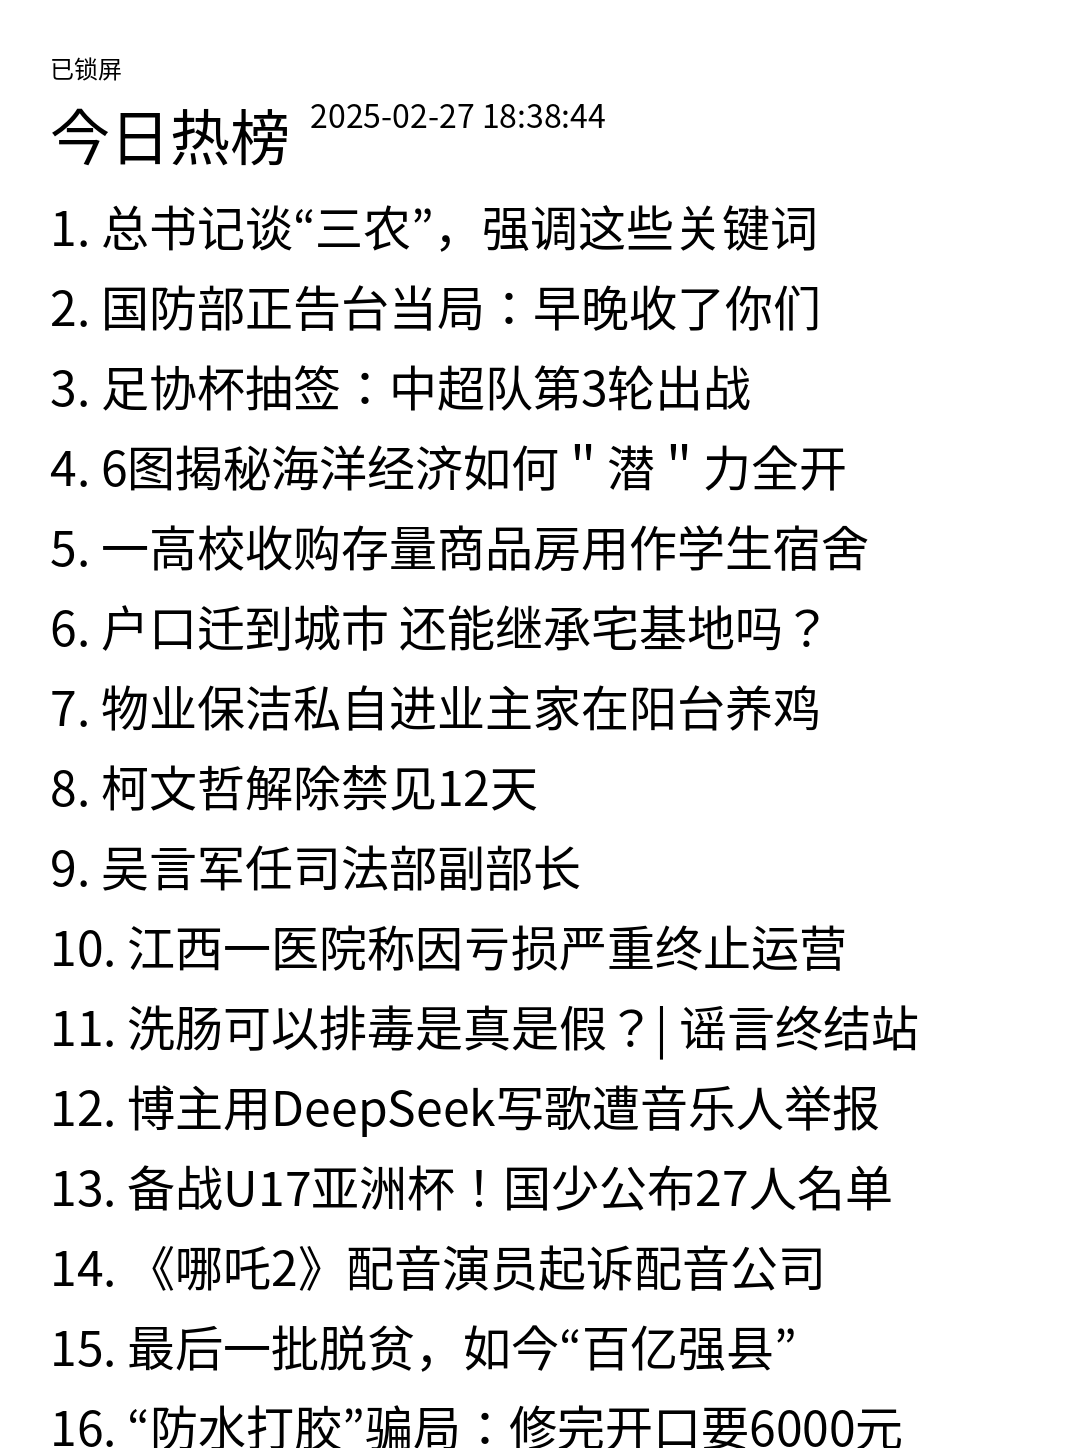 已锁屏
今日热榜 2025-02-27 18:38:44
1. 总书记谈“三农”，强调这些关键词
2. 国防部正告台当局：早晚收了你们
3. 足协杯抽签：中超队第3轮出战
4. 6图揭秘海洋经济如何＂潜＂力全开
5. 一高校收购存量商品房用作学生宿舍
6. 户口迁到城市 还能继承宅基地吗？
7. 物业保洁私自进业主家在阳台养鸡
8. 柯文哲解除禁见12天
9. 吴言军任司法部副部长
10. 江西一医院称因亏损严重终止运营
11. 洗肠可以排毒是真是假？| 谣言终结站
12. 博主用DeepSeek写歌遭音乐人举报
13. 备战U17亚洲杯！国少公布27人名单
14. 《哪吒2》配音演员起诉配音公司
15. 最后一批脱贫，如今“百亿强县”
16. “防水打胶”骗局：修完开口要6000元